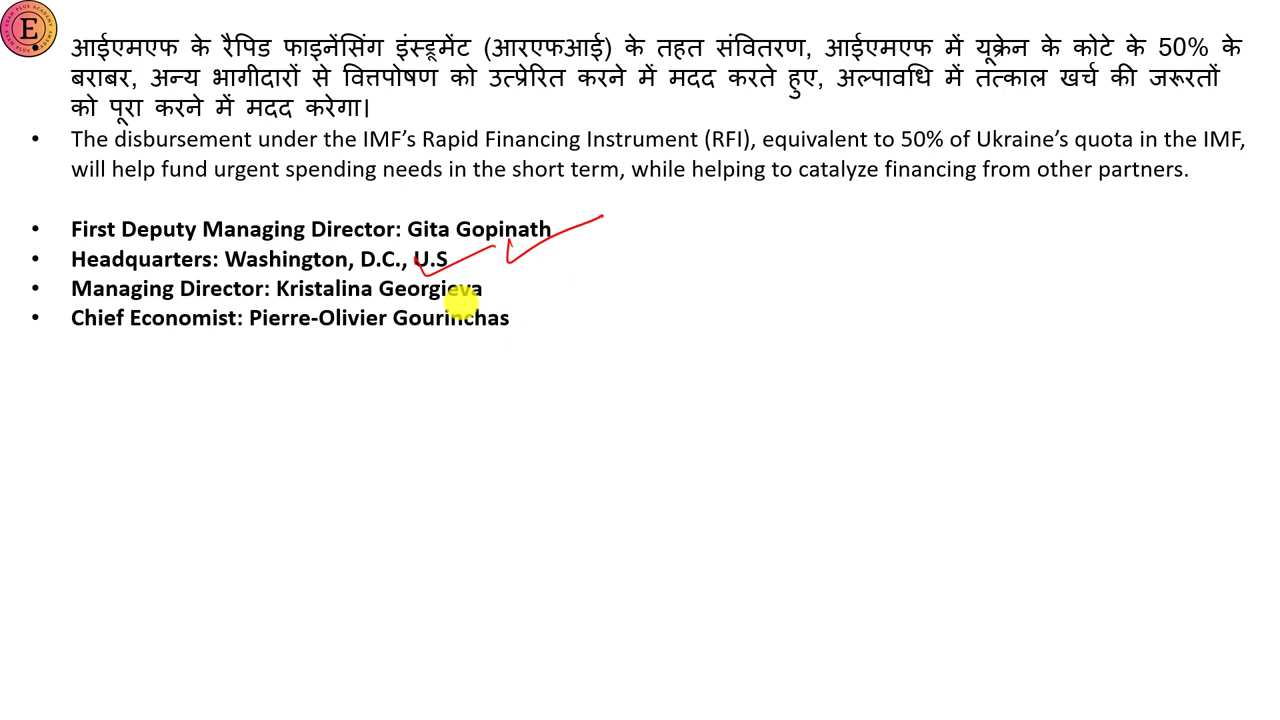 आईएमएफ के रैपिड फाइनेंसिंग इंस्ट्रूमेंट (आरएफआई) के तहत संवितरण, आईएमएफ में यूक्रेन के कोटे के 50% के
बराबर, अन्य भागीदारों से वित्तपोषण को उत्प्रेरित करने में मदद करते हुए, अल्पावधि में तत्काल खर्च की जरूरतों
को पूरा करने में मदद करेगा।
• The disbursement under the IMF’s Rapid Financing Instrument (RFI), equivalent to 50% of Ukraine’s quota in the IMF,
will help fund urgent spending needs in the short term, while helping to catalyze financing from other partners.
• First Deputy Managing Director: Gita Gopinath
• Headquarters: Washington, D.C., U.S
• Managing Director: Kristalina Georgieva
• Chief Economist: Pierre-Olivier Gourinchas